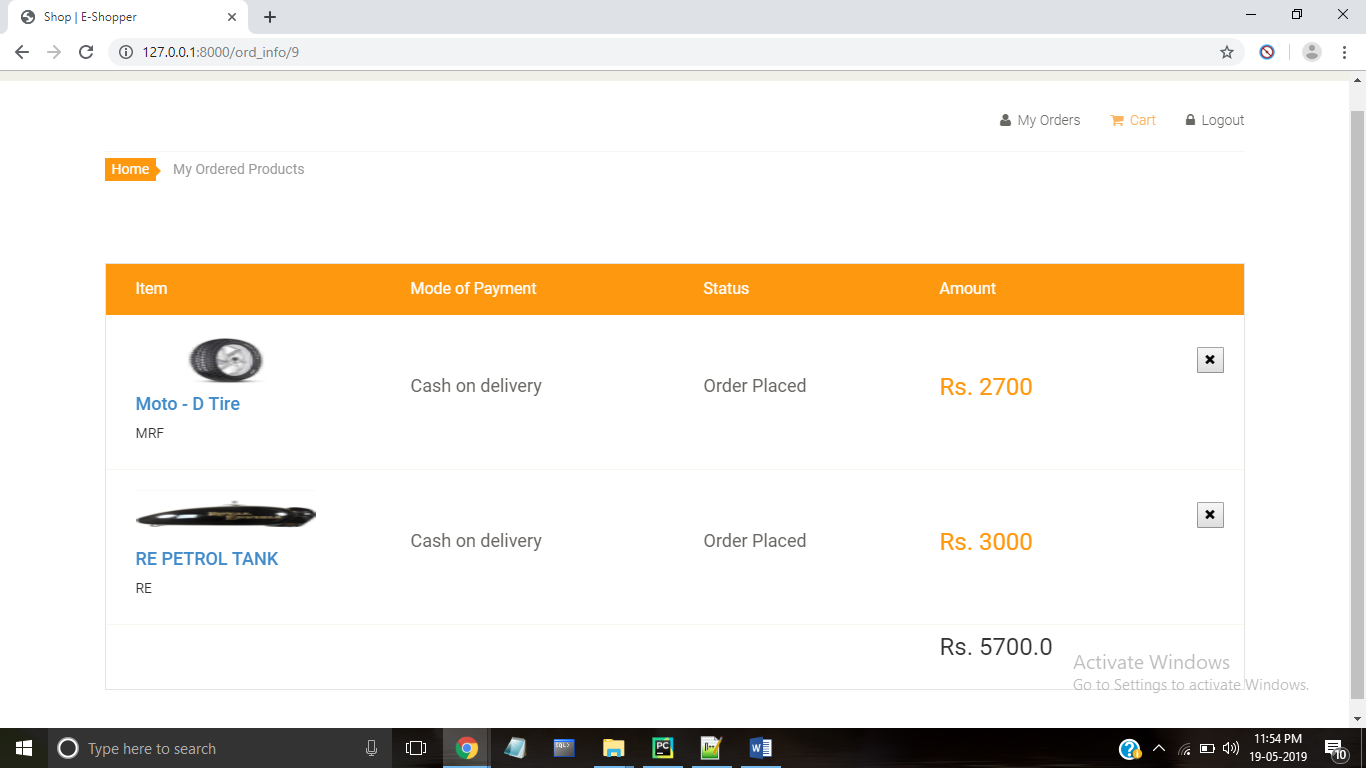 Shop | E-Shopper
127.0.0.1:8000/ord_info/9
My Orders Cart Logout
Home My Ordered Products
Item Mode of Payment Status Amount
Cash on delivery Order Placed Rs. 2700
Moto - D Tire
MRF
Cash on delivery Order Placed Rs. 3000
RE PETROL TANK
RE
Rs. 5700.0
Activate Windows
Go to Settings to activate Windows.
Type here to search
SQL>
PC
W
11:54 PM
19-05-2019
10